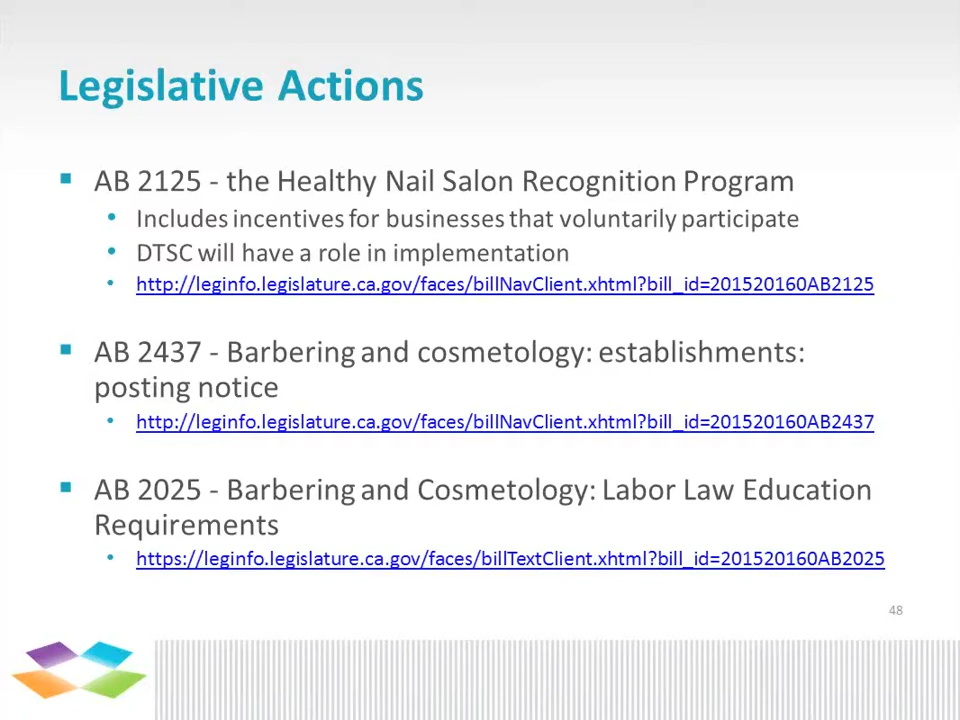 Legislative Actions
AB 2125 - the Healthy Nail Salon Recognition Program
Includes incentives for businesses that voluntarily participate
DTSC will have a role in implementation
http://leginfo.legislature.ca.gov/faces/billNavClient.xhtml?bill_id=201520160AB2125
AB 2437 - Barbering and cosmetology: establishments:
posting notice
http://leginfo.legislature.ca.gov/faces/billNavClient.xhtml?bill_id=201520160AB2437
AB 2025 - Barbering and Cosmetology: Labor Law Education
Requirements
https://leginfo.legislature.ca.gov/faces/billTextClient.xhtml?bill_id=201520160AB2025
48